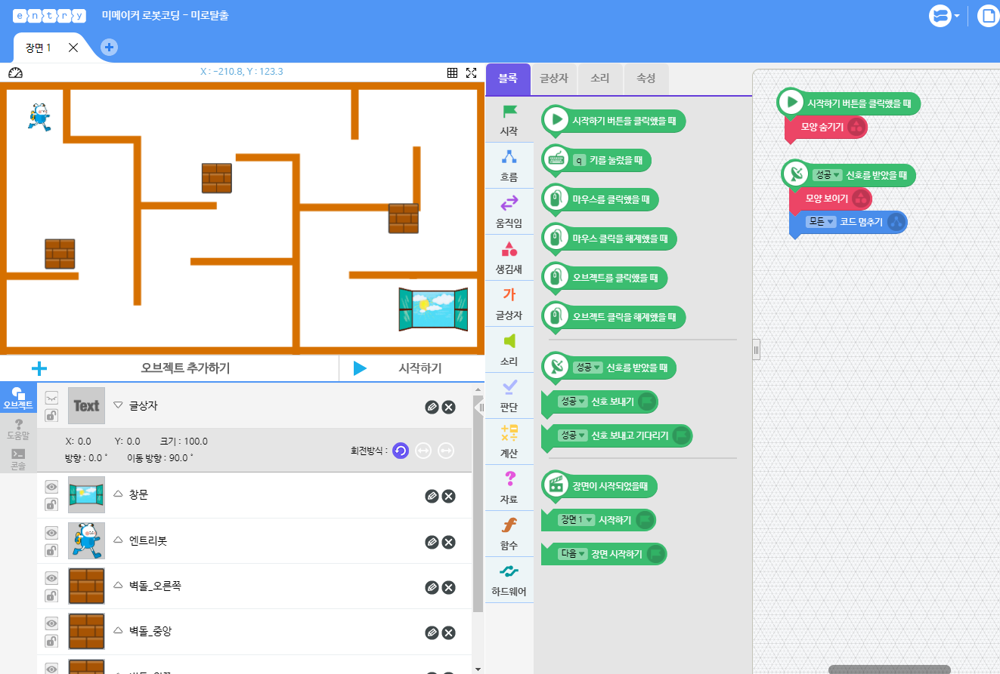 entry
미메이커 로봇코딩 - 미로탈출
장면 1
X : -210.8, Y : 123.3
오브젝트 추가하기
시작하기
오브젝트
도움말
콘솔
Text
글상자
X: 0.0 Y: 0.0 크기 : 100.0
방향 : 0.0 ˚ 이동 방향 : 90.0 ˚
회전방식 :
창문
엔트리봇
벽돌_오른쪽
벽돌_중앙
블록
글상자
소리
속성
시작
흐름
움직임
생김새
글상자
소리
판단
계산
자료
함수
하드웨어
시작하기 버튼을 클릭했을 때
q 키를 눌렀을 때
마우스를 클릭했을 때
마우스 클릭을 해제했을 때
오브젝트를 클릭했을 때
오브젝트 클릭을 해제했을 때
성공 신호를 받았을 때
성공 신호 보내기
성공 신호 보내고 기다리기
장면이 시작되었을때
장면 1 시작하기
다음 장면 시작하기
시작하기 버튼을 클릭했을 때
모양 숨기기
성공 신호를 받았을 때
모양 보이기
모든 코드 멈추기